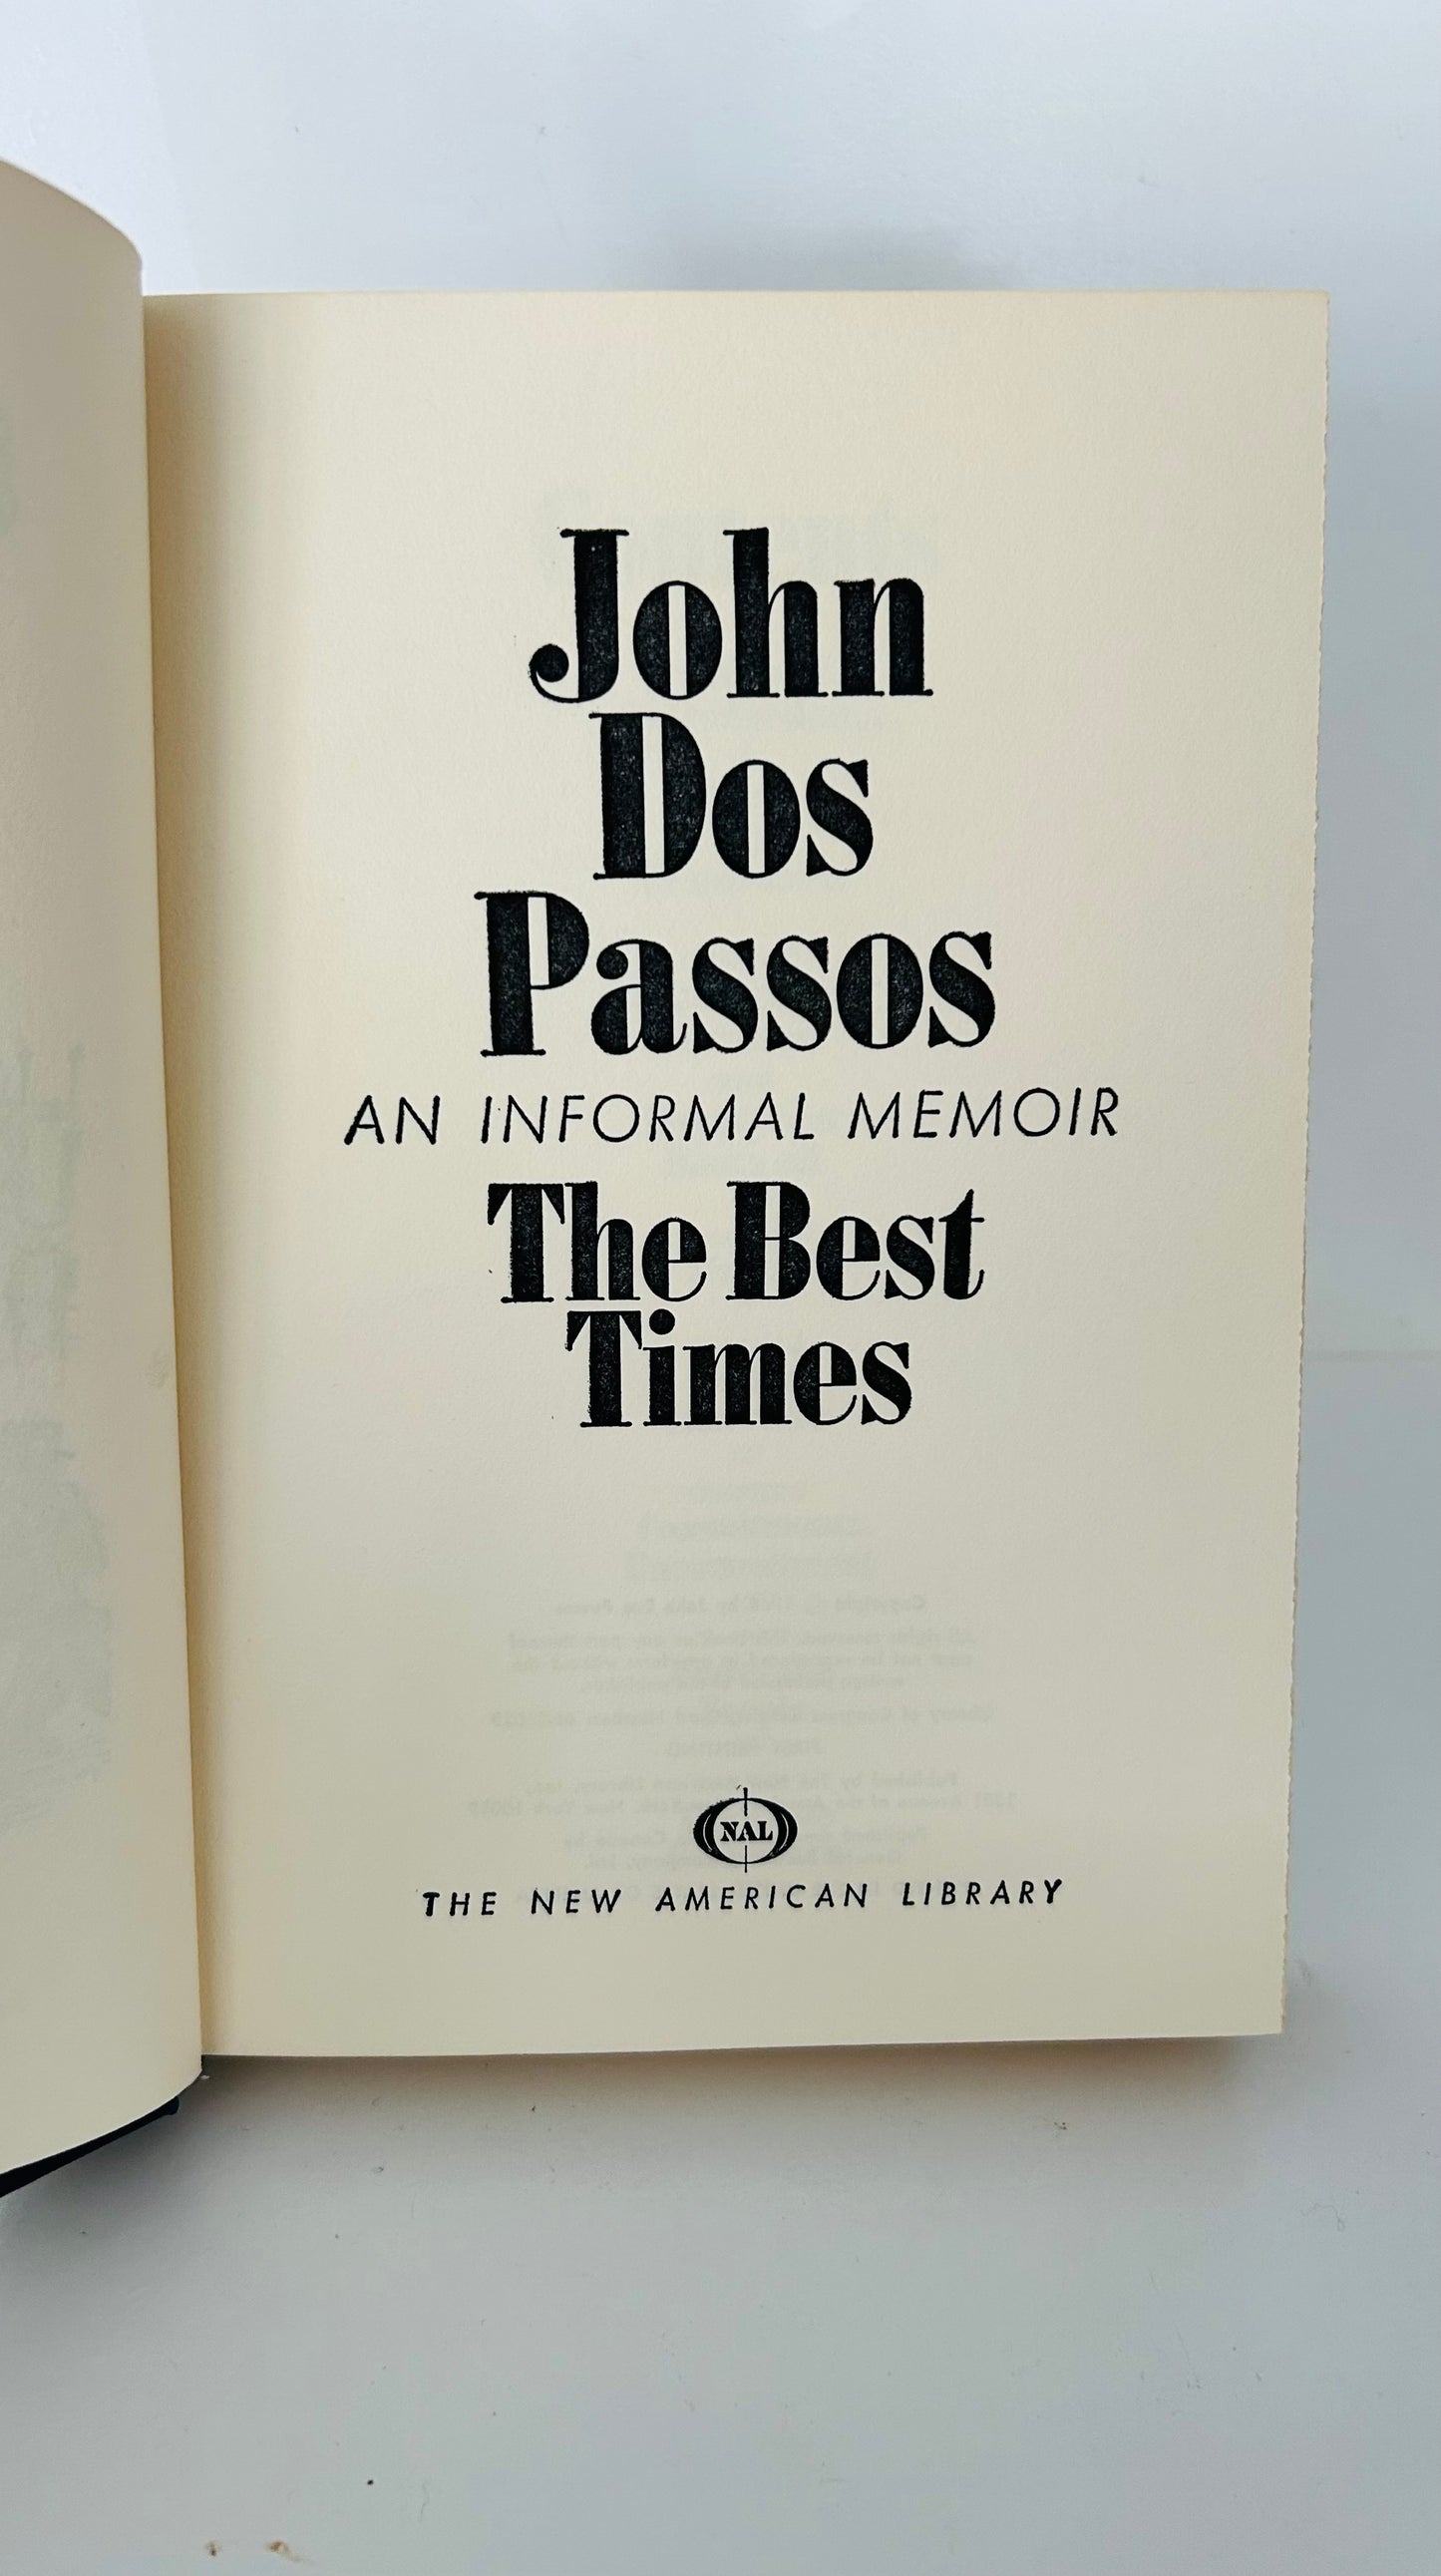 John
Dos
Passos
AN INFORMAL MEMOIR
The Best
Times
NAL
THE NEW AMERICAN LIBRARY